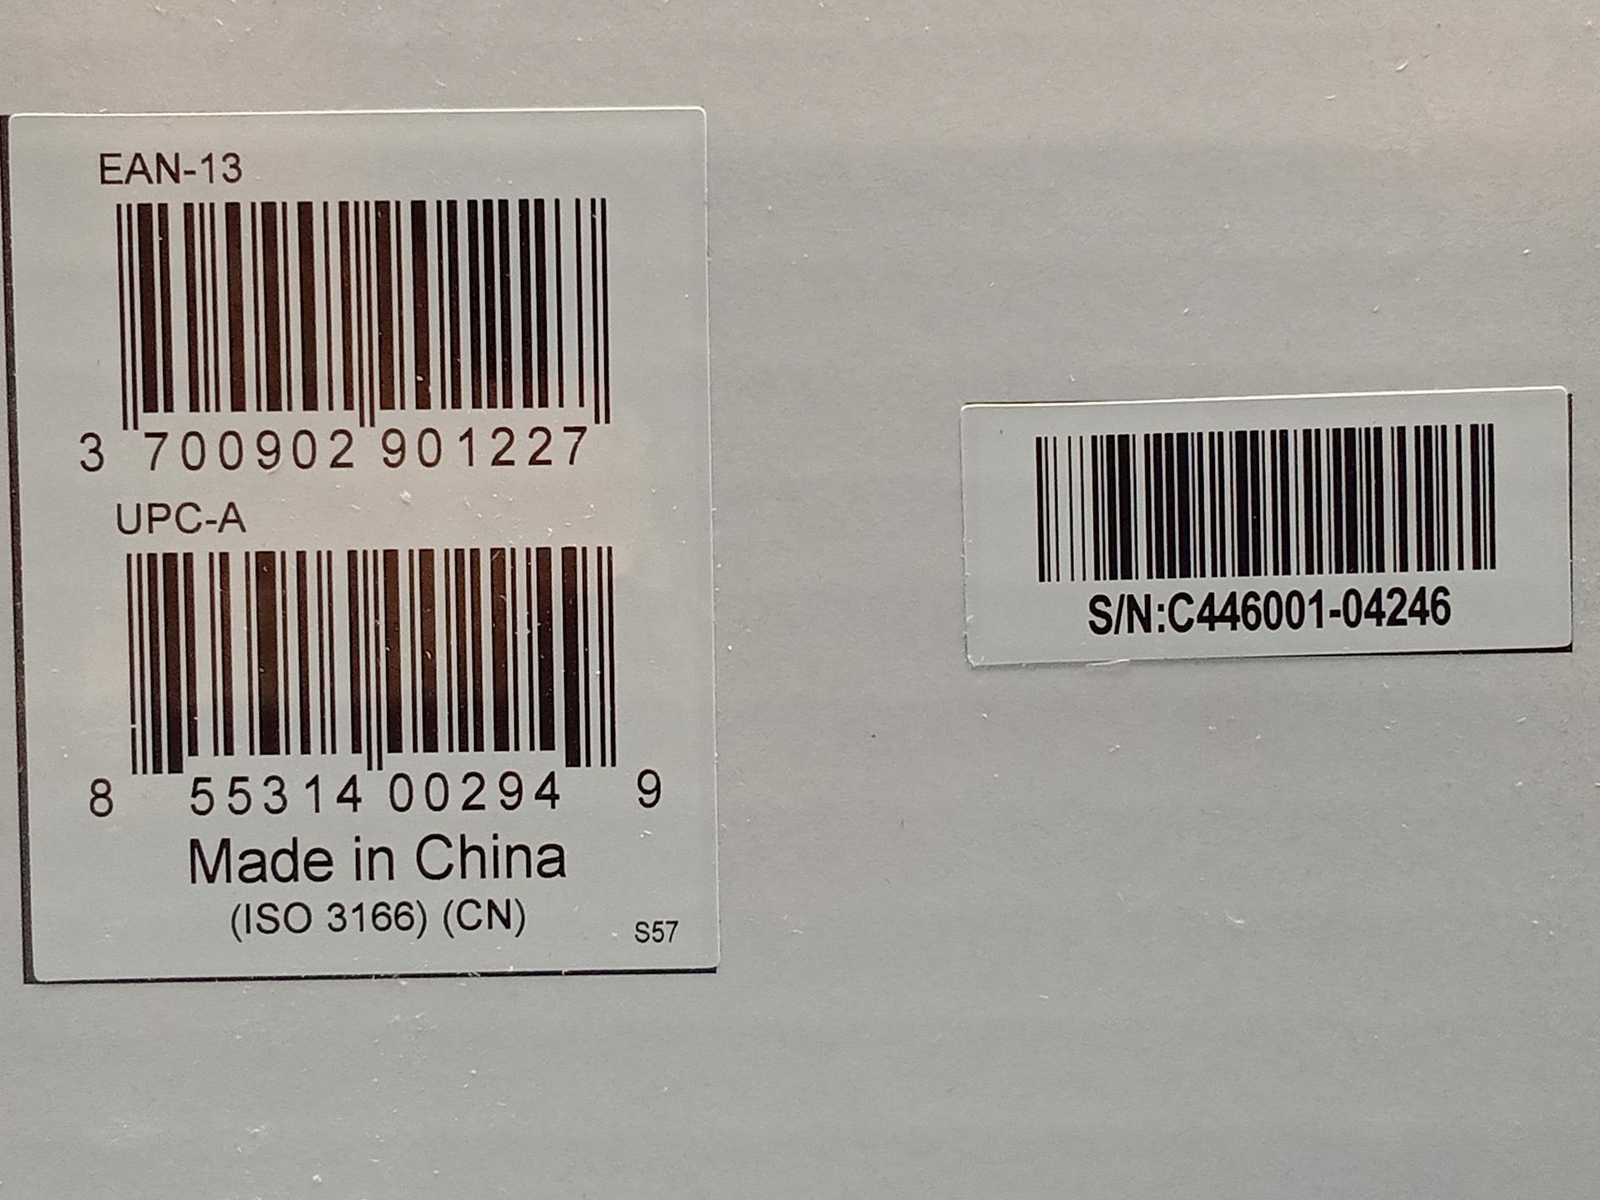 EAN-13
3 700902 901227
UPC-A
8 55314 00294 9
Made in China
(ISO 3166) (CN)
S57
S/N:C446001-04246